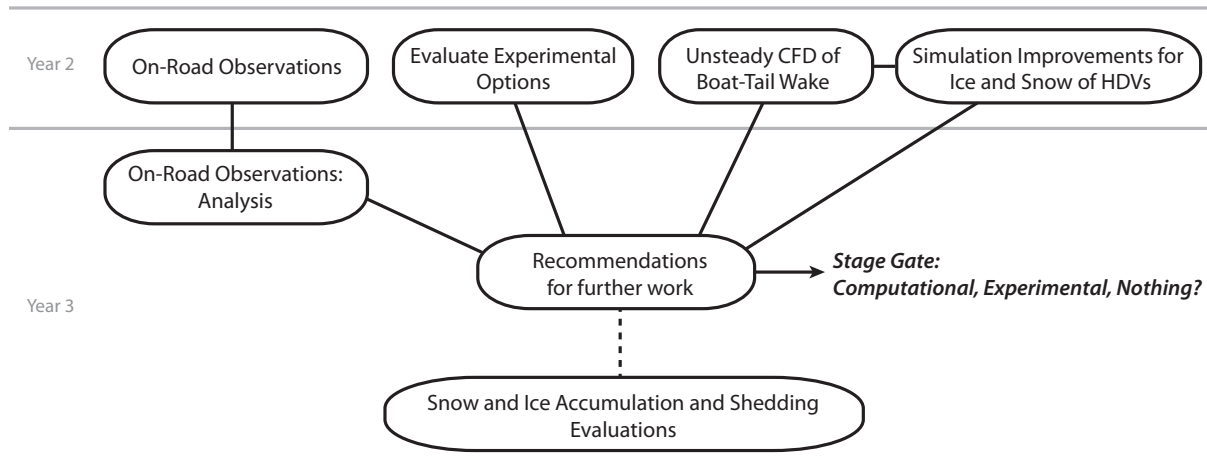 Year 2
On-Road Observations
Evaluate Experimental
Options
Unsteady CFD of
Boat-Tail Wake
Simulation Improvements for
Ice and Snow of HDVs
Year 3
On-Road Observations:
Analysis
Recommendations
for further work
Stage Gate:
Computational, Experimental, Nothing?
Snow and Ice Accumulation and Shedding
Evaluations